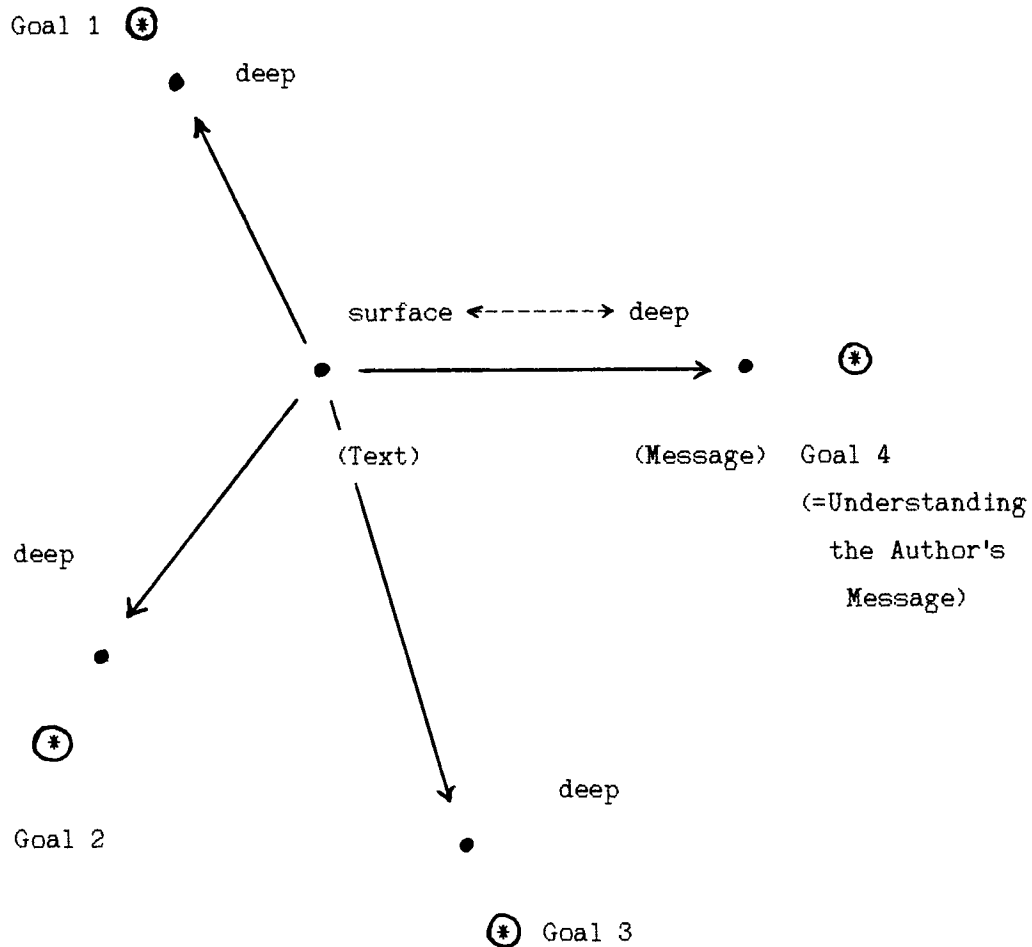 Goal 1 *
deep
surface <-----> deep
*
(Text)
(Message) Goal 4
(=Understanding
the Author's
Message)
deep
*
Goal 2
deep
* Goal 3